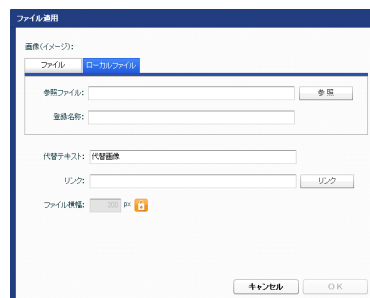 ファイル適用
画像(イメージ):
ファイル ローカルファイル
参照ファイル: 参照
登録名称:
代替テキスト: 代替画像
リンク: リンク
ファイル横幅: 300 px
キャンセル OK